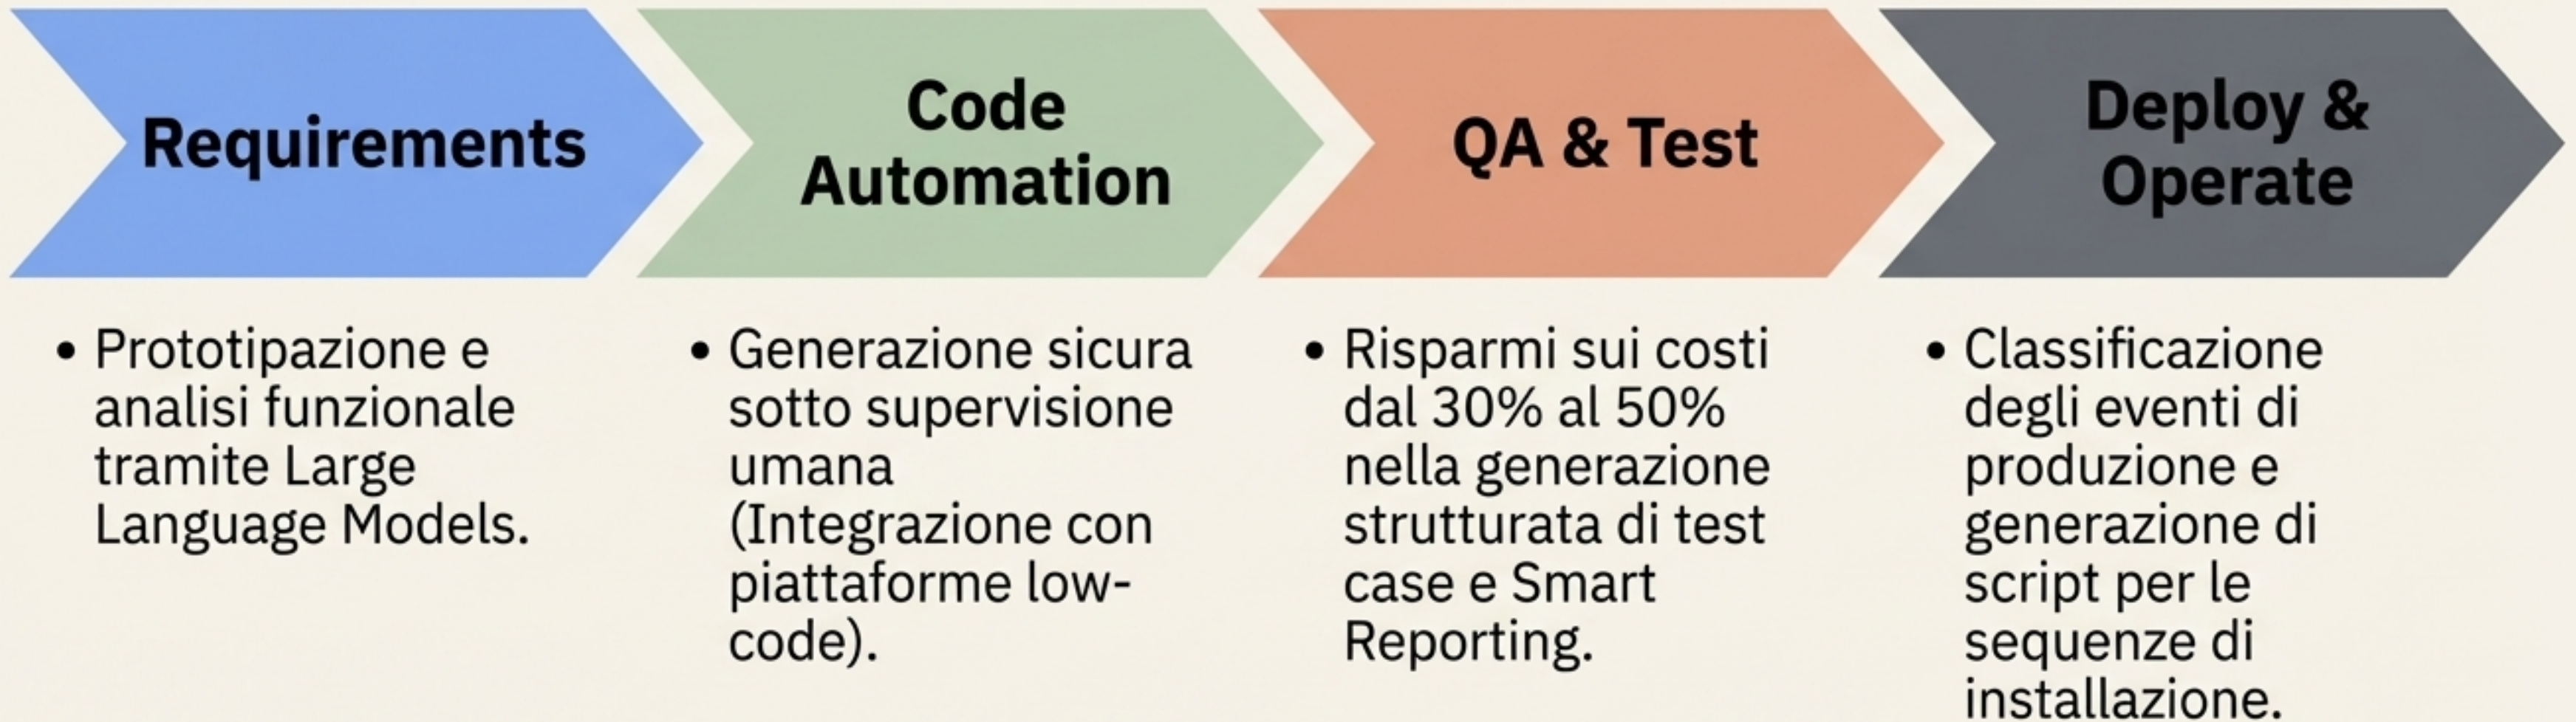 Requirements
• Prototipazione e
analisi funzionale
tramite Large
Language Models.
Code
Automation
• Generazione sicura
sotto supervisione
umana
(Integrazione con
piattaforme low-
code).
QA & Test
• Risparmi sui costi
dal 30% al 50%
nella generazione
strutturata di test
case e Smart
Reporting.
Deploy &
Operate
• Classificazione
degli eventi di
produzione e
generazione di
script per le
sequenze di
installazione.